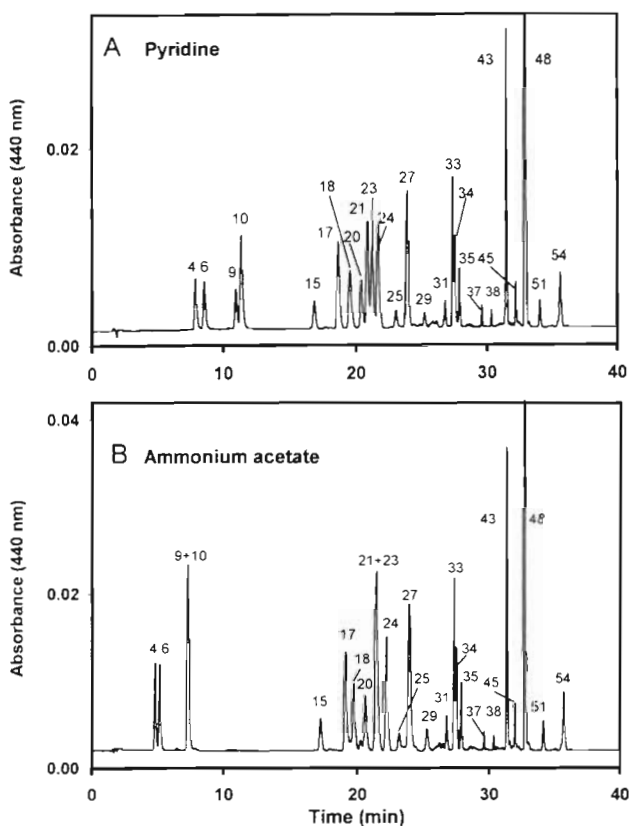 A Pyridine
Absorbance (440 nm)
0.02
0.00
4 6 9 10 15 17 18 20 21 23 24 25 27 29 31 33 34 35 37 38 43 45 48 51 54
0 10 20 30 40
B Ammonium acetate
Absorbance (440 nm)
0.04
0.02
0.00
4 6 9+10 15 17 18 20 21+23 24 25 27 29 31 33 34 35 37 38 43 45 48 51 54
0 10 20 30 40
Time (min)